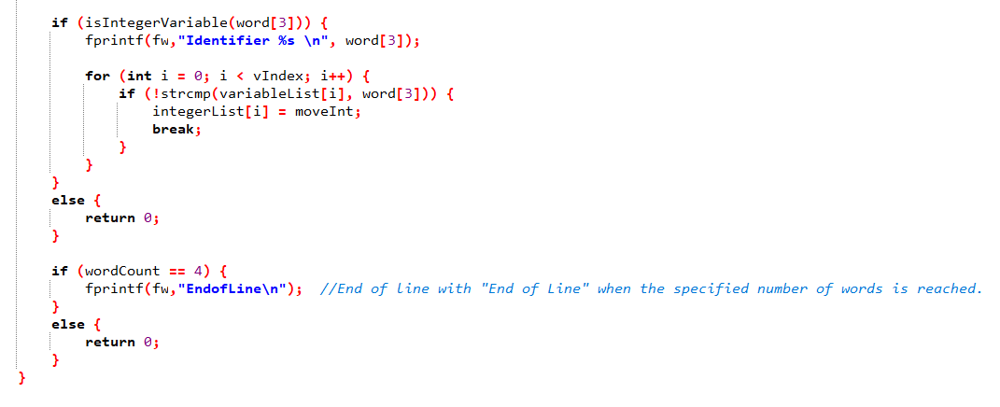 if (isIntegerVariable(word[3])) {
fprintf(fw,"Identifier %s \n", word[3]);
for (int i = 0; i < vIndex; i++) {
if (!strcmp(variableList[i], word[3])) {
integerList[i] = moveInt;
break;
}
}
}
else {
return 0;
}
if (wordCount == 4) {
fprintf(fw,"EndofLine\n");  //End of line with "End of Line" when the specified number of words is reached.
}
else {
return 0;
}
}